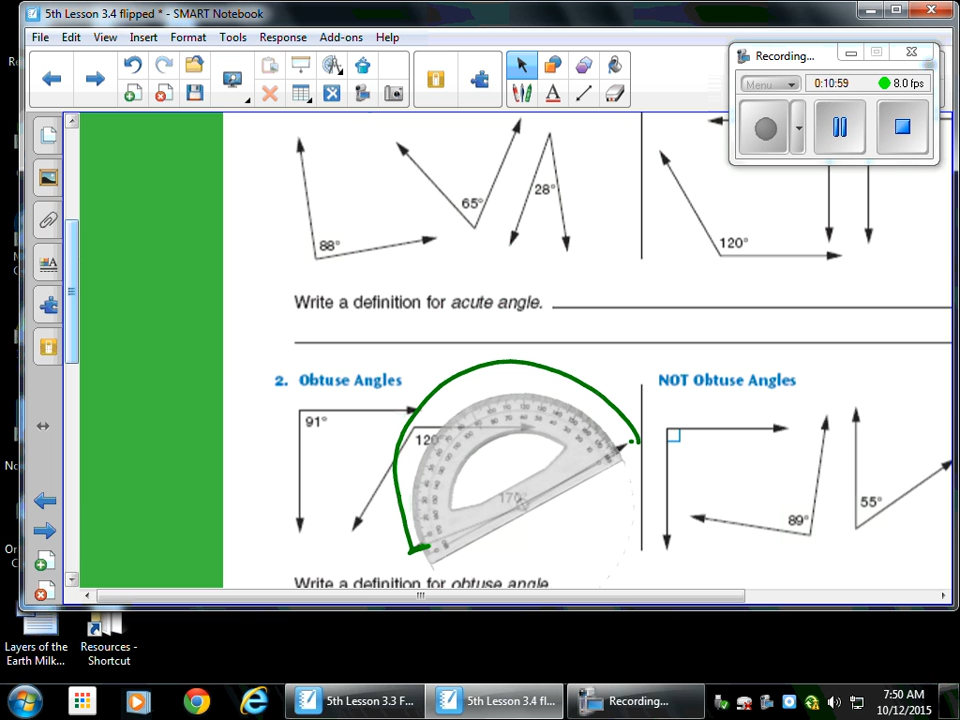 5th Lesson 3.4 flipped * - SMART Notebook
File Edit View Insert Format Tools Response Add-ons Help
Recording...
Menu 0:10:59 8.0 fps
65°
28°
88°
120°
Write a definition for acute angle.
2. Obtuse Angles
NOT Obtuse Angles
91°
120
170°
89°
55°
Write a definition for obtuse angle
Layers of the
Earth Milk...
Resources -
Shortcut
5th Lesson 3.3 F...
5th Lesson 3.4 fl...
Recording...
7:50 AM
10/12/2015